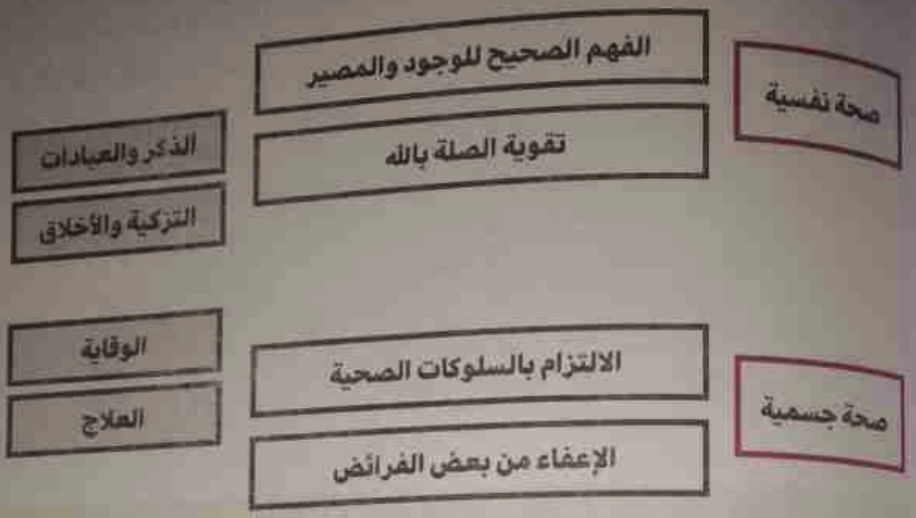 صحة نفسية
الفهم الصحيح للوجود والمصير
تقوية الصلة بالله
الذكر والعبادات
التزكية والأخلاق
صحة جسمية
الالتزام بالسلوكات الصحية
الإعفاء من بعض الفرائض
الوقاية
العلاج